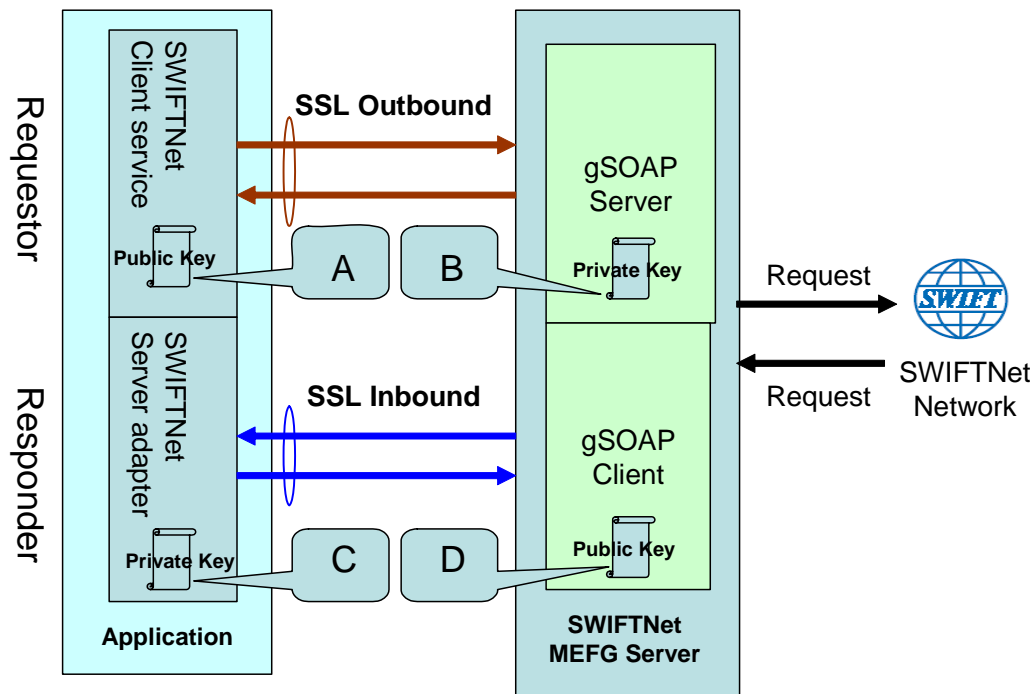 Requestor
SWIFTNet
Client service
Public Key
SSL Outbound
A
B
gSOAP
Server
Private Key
Request
SWIFT
Request
SWIFTNet
Network
Responder
SWIFTNet
Server adapter
Private Key
SSL Inbound
C
D
gSOAP
Client
Public Key
Application
SWIFTNet
MEFG Server